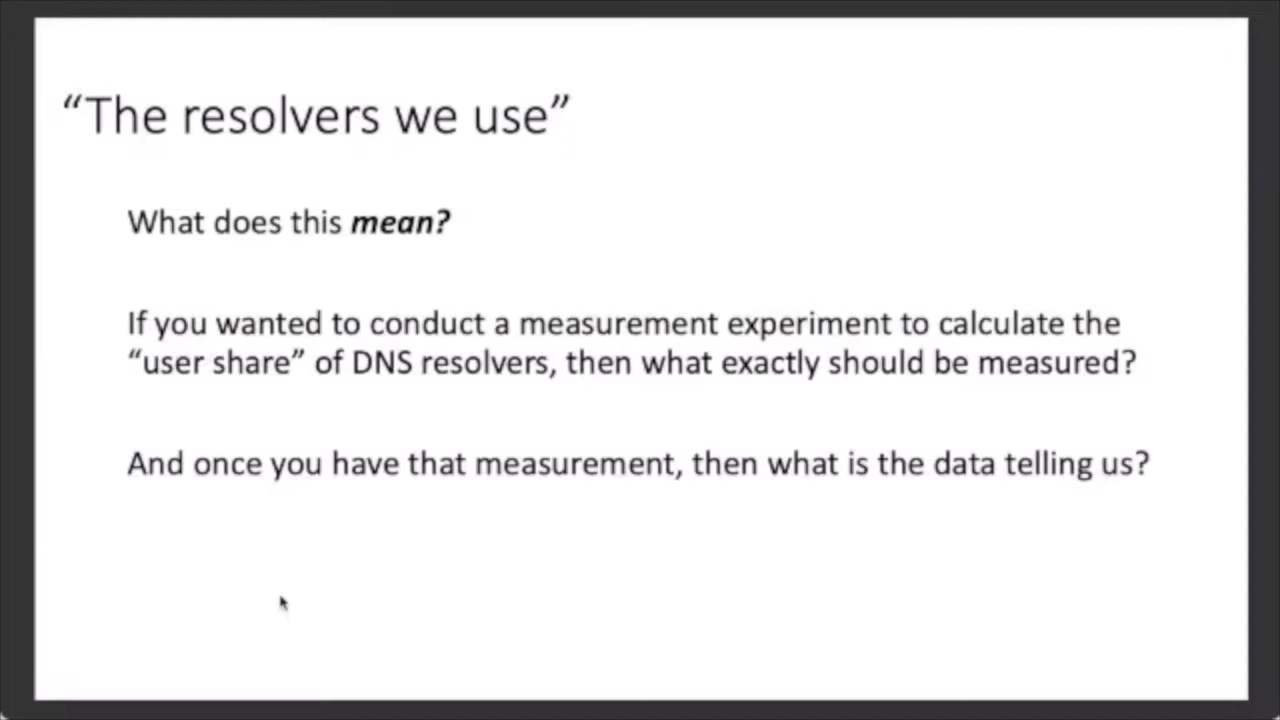 “The resolvers we use”
What does this mean?
If you wanted to conduct a measurement experiment to calculate the
“user share” of DNS resolvers, then what exactly should be measured?
And once you have that measurement, then what is the data telling us?